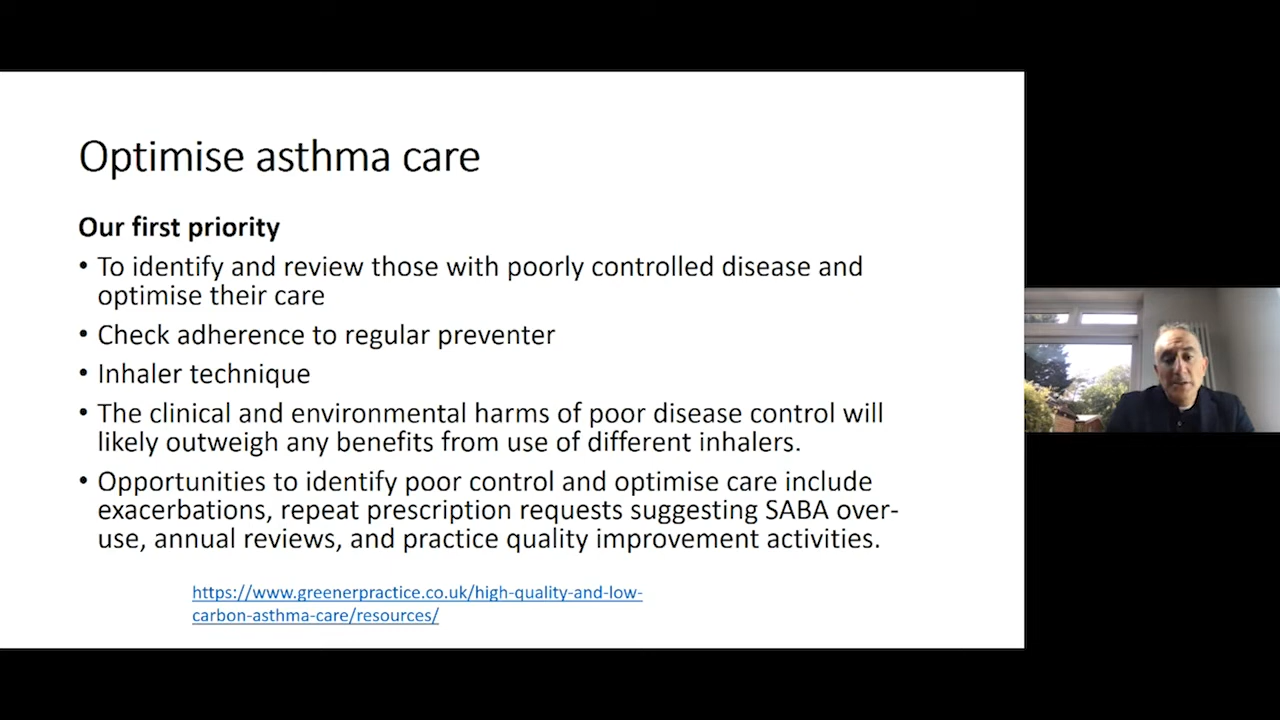 Optimise asthma care
Our first priority
• To identify and review those with poorly controlled disease and
optimise their care
• Check adherence to regular preventer
• Inhaler technique
• The clinical and environmental harms of poor disease control will
likely outweigh any benefits from use of different inhalers.
• Opportunities to identify poor control and optimise care include
exacerbations, repeat prescription requests suggesting SABA over-
use, annual reviews, and practice quality improvement activities.
https://www.greenerpractice.co.uk/high-quality-and-low-
carbon-asthma-care/resources/